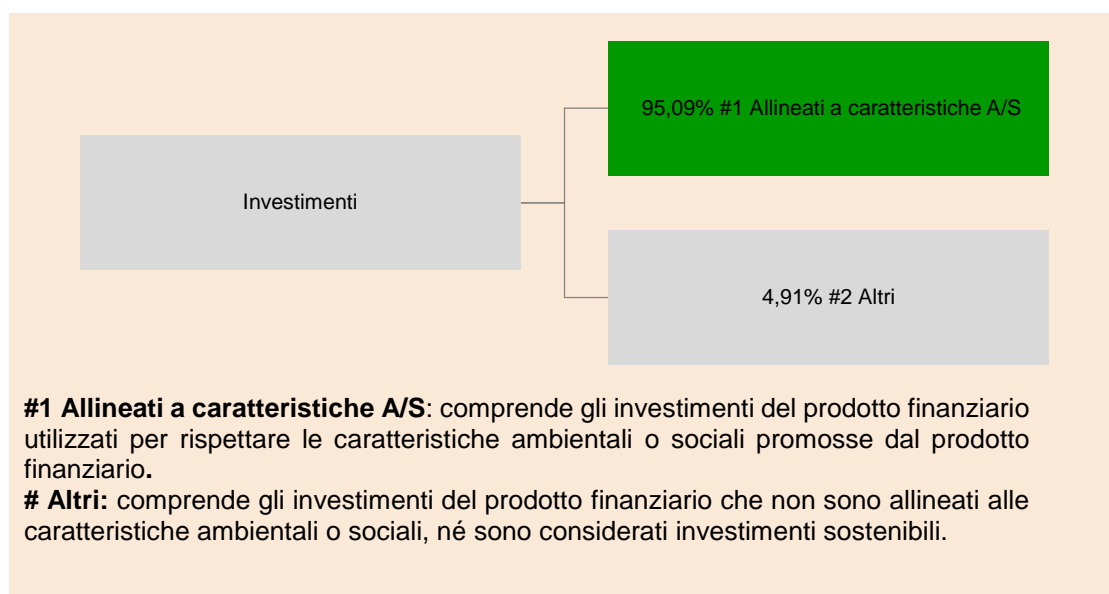 95,09% #1 Allineati a caratteristiche A/S
Investimenti
4,91% #2 Altri
#1 Allineati a caratteristiche A/S: comprende gli investimenti del prodotto finanziario
utilizzati per rispettare le caratteristiche ambientali o sociali promosse dal prodotto
finanziario.
# Altri: comprende gli investimenti del prodotto finanziario che non sono allineati alle
caratteristiche ambientali o sociali, né sono considerati investimenti sostenibili.